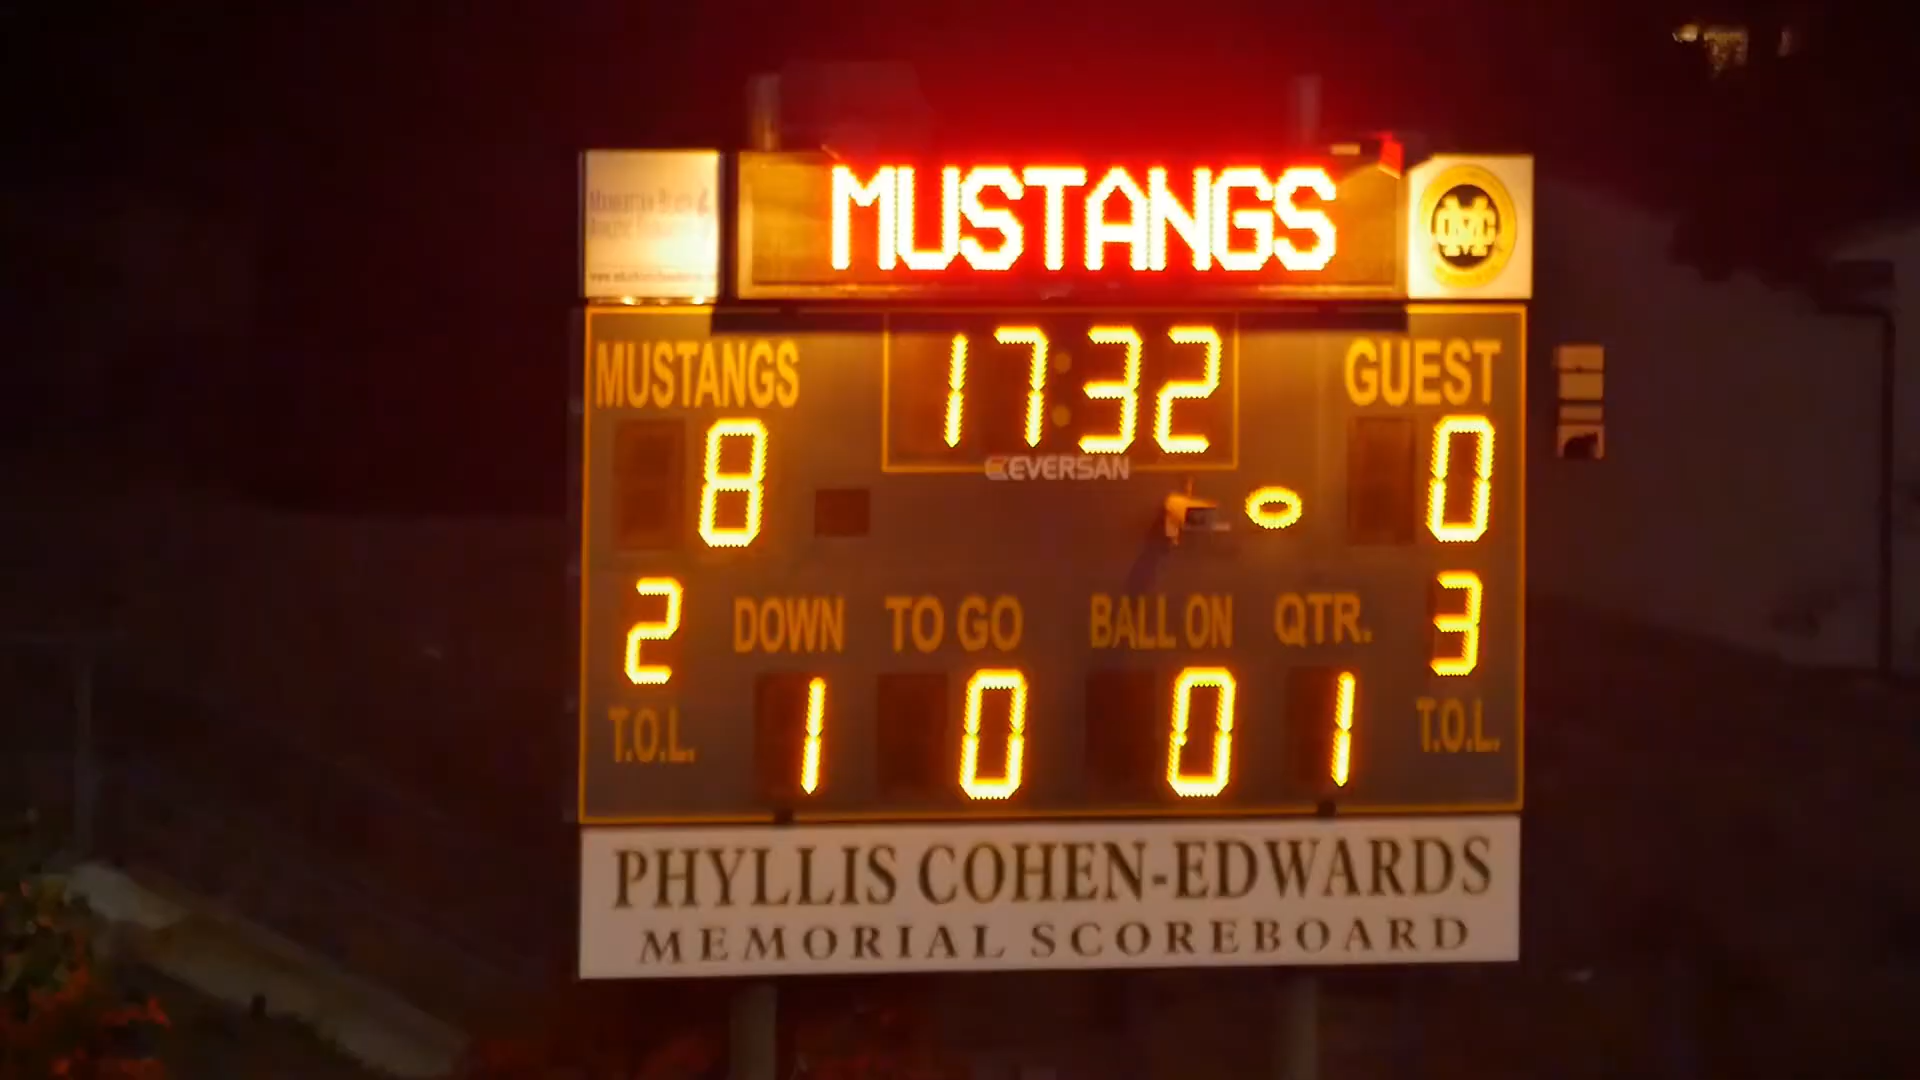 MUSTANGS
MUSTANGS 17:32 GUEST
8 0
EVERSAN
2 DOWN TO GO BALL ON QTR. 3
T.O.L. 1 0 0 1 T.O.L.
PHYLLIS COHEN-EDWARDS
MEMORIAL SCOREBOARD